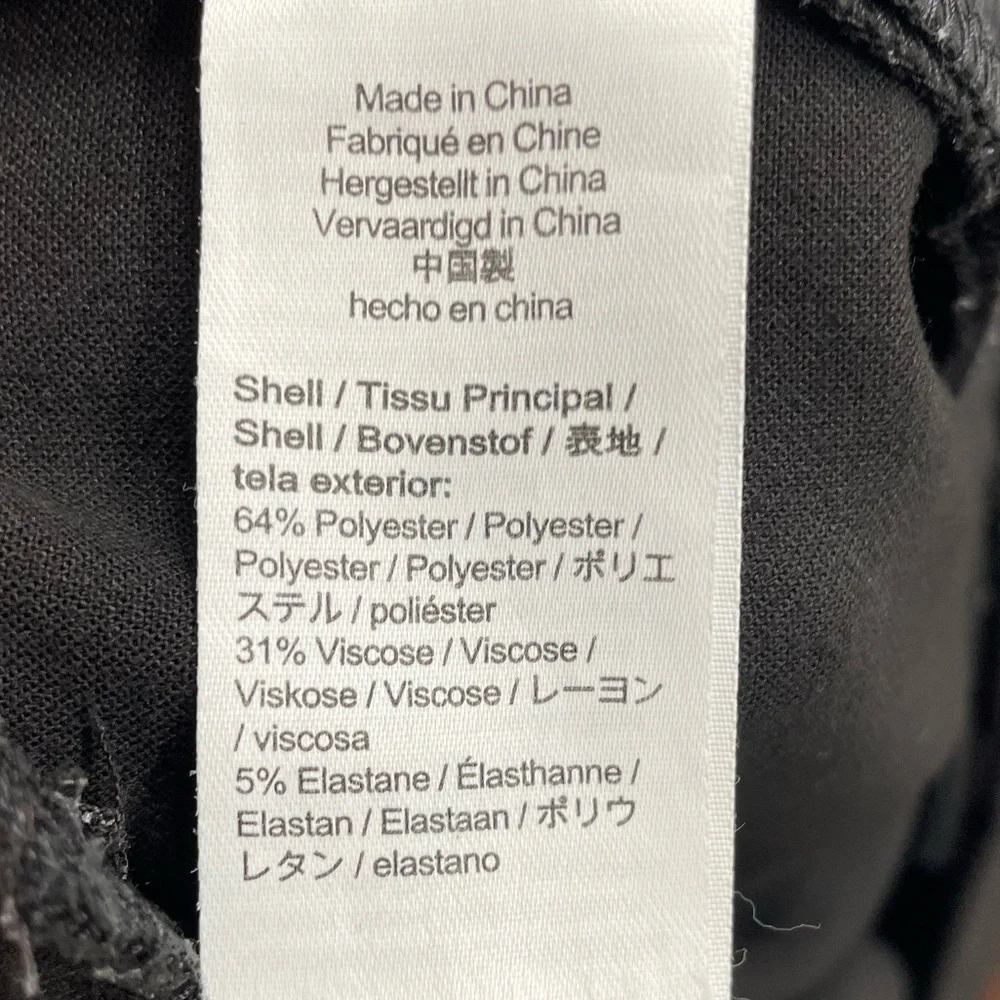 Made in China
Fabriqué en Chine
Hergestellt in China
Vervaardigd in China
中国製
hecho en china
Shell / Tissu Principal /
Shell / Bovenstof / 表地 /
tela exterior:
64% Polyester / Polyester /
Polyester / Polyester / ポリエ
ステル / poliéster
31% Viscose / Viscose /
Viskose / Viscose / レーヨン
/ viscosa
5% Elastane / Élasthanne /
Elastan / Elastaan / ポリウ
レタン / elastano